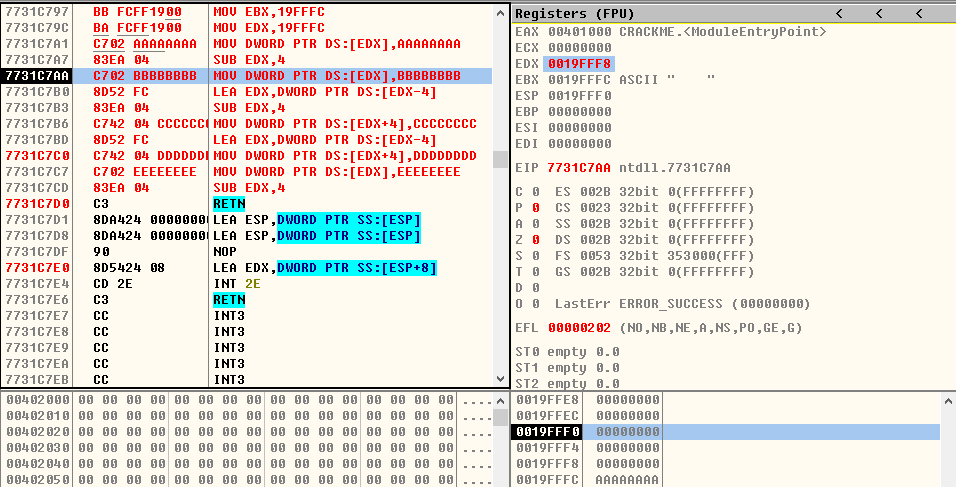 7731C797 BB FCFF1900 MOV EBX,19FFFC
7731C79C BA FCFF1900 MOV EDX,19FFFC
7731C7A1 C702 AAAAAAAA MOV DWORD PTR DS:[EDX],AAAAAAAA
7731C7A7 83EA 04 SUB EDX,4
7731C7AA C702 BBBBBBBB MOV DWORD PTR DS:[EDX],BBBBBBBB
7731C7B0 8D52 FC LEA EDX,DWORD PTR DS:[EDX-4]
7731C7B3 83EA 04 SUB EDX,4
7731C7B6 C742 04 CCCCCCC MOV DWORD PTR DS:[EDX+4],CCCCCCCC
7731C7BD 8D52 FC LEA EDX,DWORD PTR DS:[EDX-4]
7731C7C0 C742 04 DDDDDDD MOV DWORD PTR DS:[EDX+4],DDDDDDDD
7731C7C7 C702 EEEEEEEE MOV DWORD PTR DS:[EDX],EEEEEEEE
7731C7CD 83EA 04 SUB EDX,4
7731C7D0 C3 RETN
7731C7D1 8DA424 00000000 LEA ESP,DWORD PTR SS:[ESP]
7731C7D8 8DA424 00000000 LEA ESP,DWORD PTR SS:[ESP]
7731C7DF 90 NOP
7731C7E0 8D5424 08 LEA EDX,DWORD PTR SS:[ESP+8]
7731C7E4 CD 2E INT 2E
7731C7E6 C3 RETN
7731C7E7 CC INT3
7731C7E8 CC INT3
7731C7E9 CC INT3
7731C7EA CC INT3
7731C7EB CC INT3
Registers (FPU) < < <
EAX 00401000 CRACKME.<ModuleEntryPoint>
ECX 00000000
EDX 0019FFF8
EBX 0019FFFC ASCII "    "
ESP 0019FFF0
EBP 00000000
ESI 00000000
EDI 00000000
EIP 7731C7AA ntdll.7731C7AA
C 0 ES 002B 32bit 0(FFFFFFFF)
P 0 CS 0023 32bit 0(FFFFFFFF)
A 0 SS 002B 32bit 0(FFFFFFFF)
Z 0 DS 002B 32bit 0(FFFFFFFF)
S 0 FS 0053 32bit 353000(FFF)
T 0 GS 002B 32bit 0(FFFFFFFF)
D 0
O 0 LastErr ERROR_SUCCESS (00000000)
EFL 00000202 (NO,NB,NE,A,NS,PO,GE,G)
ST0 empty 0.0
ST1 empty 0.0
ST2 empty 0.0
00402000 00 00 00 00 00 00 00 00 00 00 00 00 00 00 00 00 ....
00402010 00 00 00 00 00 00 00 00 00 00 00 00 00 00 00 00 ....
00402020 00 00 00 00 00 00 00 00 00 00 00 00 00 00 00 00 ....
00402030 00 00 00 00 00 00 00 00 00 00 00 00 00 00 00 00 ....
00402040 00 00 00 00 00 00 00 00 00 00 00 00 00 00 00 00 ....
00402050 00 00 00 00 00 00 00 00 00 00 00 00 00 00 00 00 ....
0019FFE8 00000000
0019FFEC 00000000
0019FFF0 00000000
0019FFF4 00000000
0019FFF8 00000000
0019FFFC AAAAAAAA